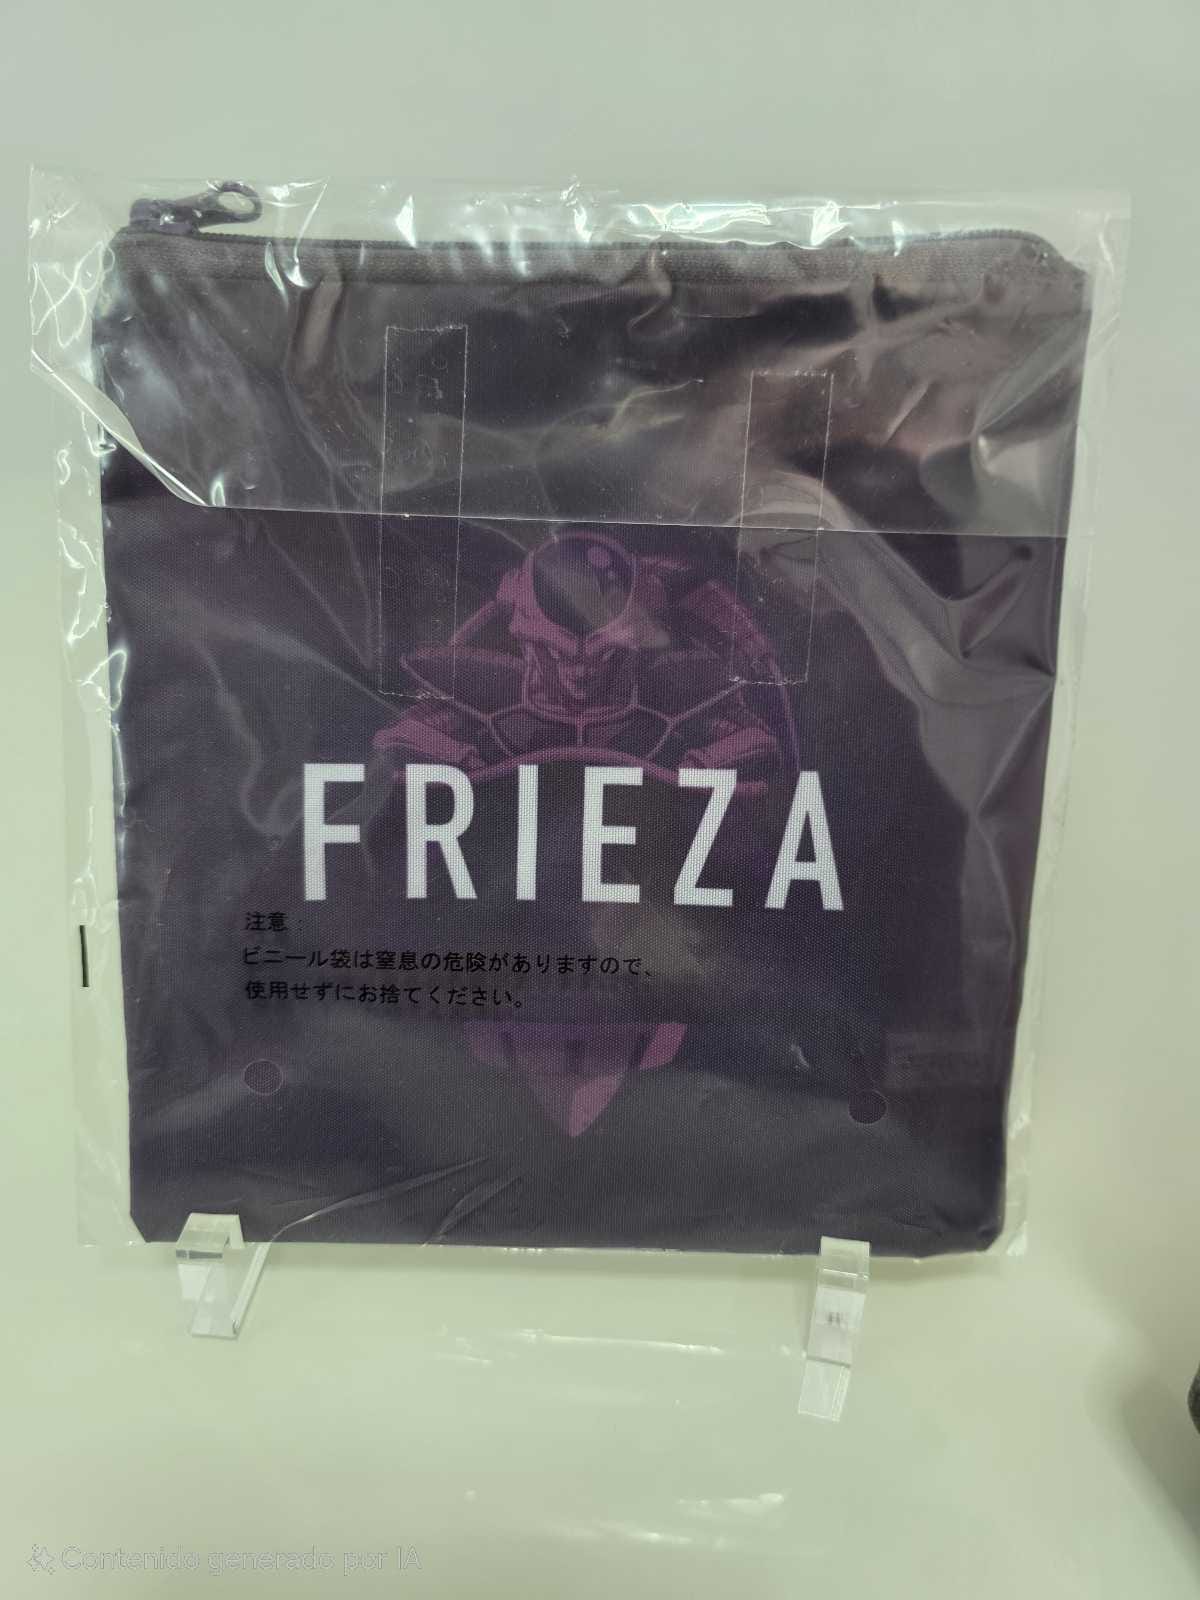 FRIEZA
注意：
ビニール袋は窒息の危険がありますので、
使用せずにお捨てください。
Contenido generado por IA